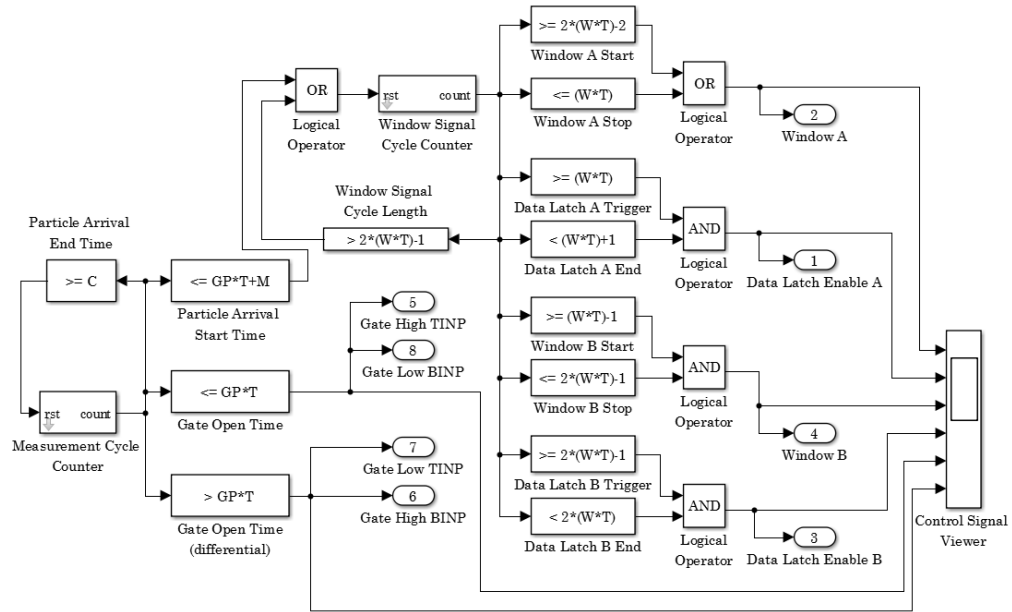 >= 2*(W*T)-2
Window A Start
OR
Logical
Operator
rst count
Window Signal
Cycle Counter
<= (W*T)
Window A Stop
OR
Logical
Operator
2
Window A
>= (W*T)
Data Latch A Trigger
Window Signal
Cycle Length
> 2*(W*T)-1
< (W*T)+1
Data Latch A End
AND
Logical
Operator
1
Data Latch Enable A
Particle Arrival
End Time
>= C
<= GP*T+M
Particle Arrival
Start Time
5
Gate High TINP
8
Gate Low BINP
>= (W*T)-1
Window B Start
<= 2*(W*T)-1
Window B Stop
AND
Logical
Operator
4
Window B
rst count
Measurement Cycle
Counter
<= GP*T
Gate Open Time
7
Gate Low TINP
6
Gate High BINP
> GP*T
Gate Open Time
(differential)
>= 2*(W*T)-1
Data Latch B Trigger
< 2*(W*T)
Data Latch B End
AND
Logical
Operator
3
Data Latch Enable B
Control Signal
Viewer